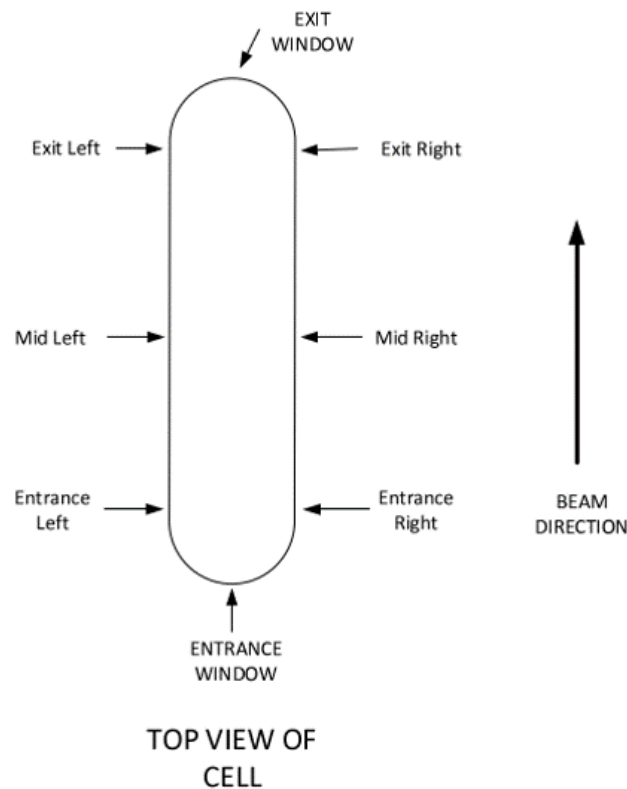 EXIT
WINDOW
Exit Left
Exit Right
Mid Left
Mid Right
Entrance
Left
Entrance
Right
BEAM
DIRECTION
ENTRANCE
WINDOW
TOP VIEW OF
CELL